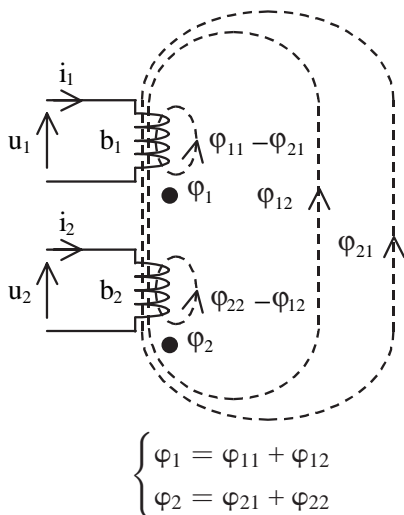 i₁
u₁ b₁ φ₁₁ –φ₂₁
φ₁ φ₁₂
i₂ φ₂₁
u₂ b₂ φ₂₂ –φ₁₂
φ₂
φ₁ = φ₁₁ + φ₁₂
φ₂ = φ₂₁ + φ₂₂